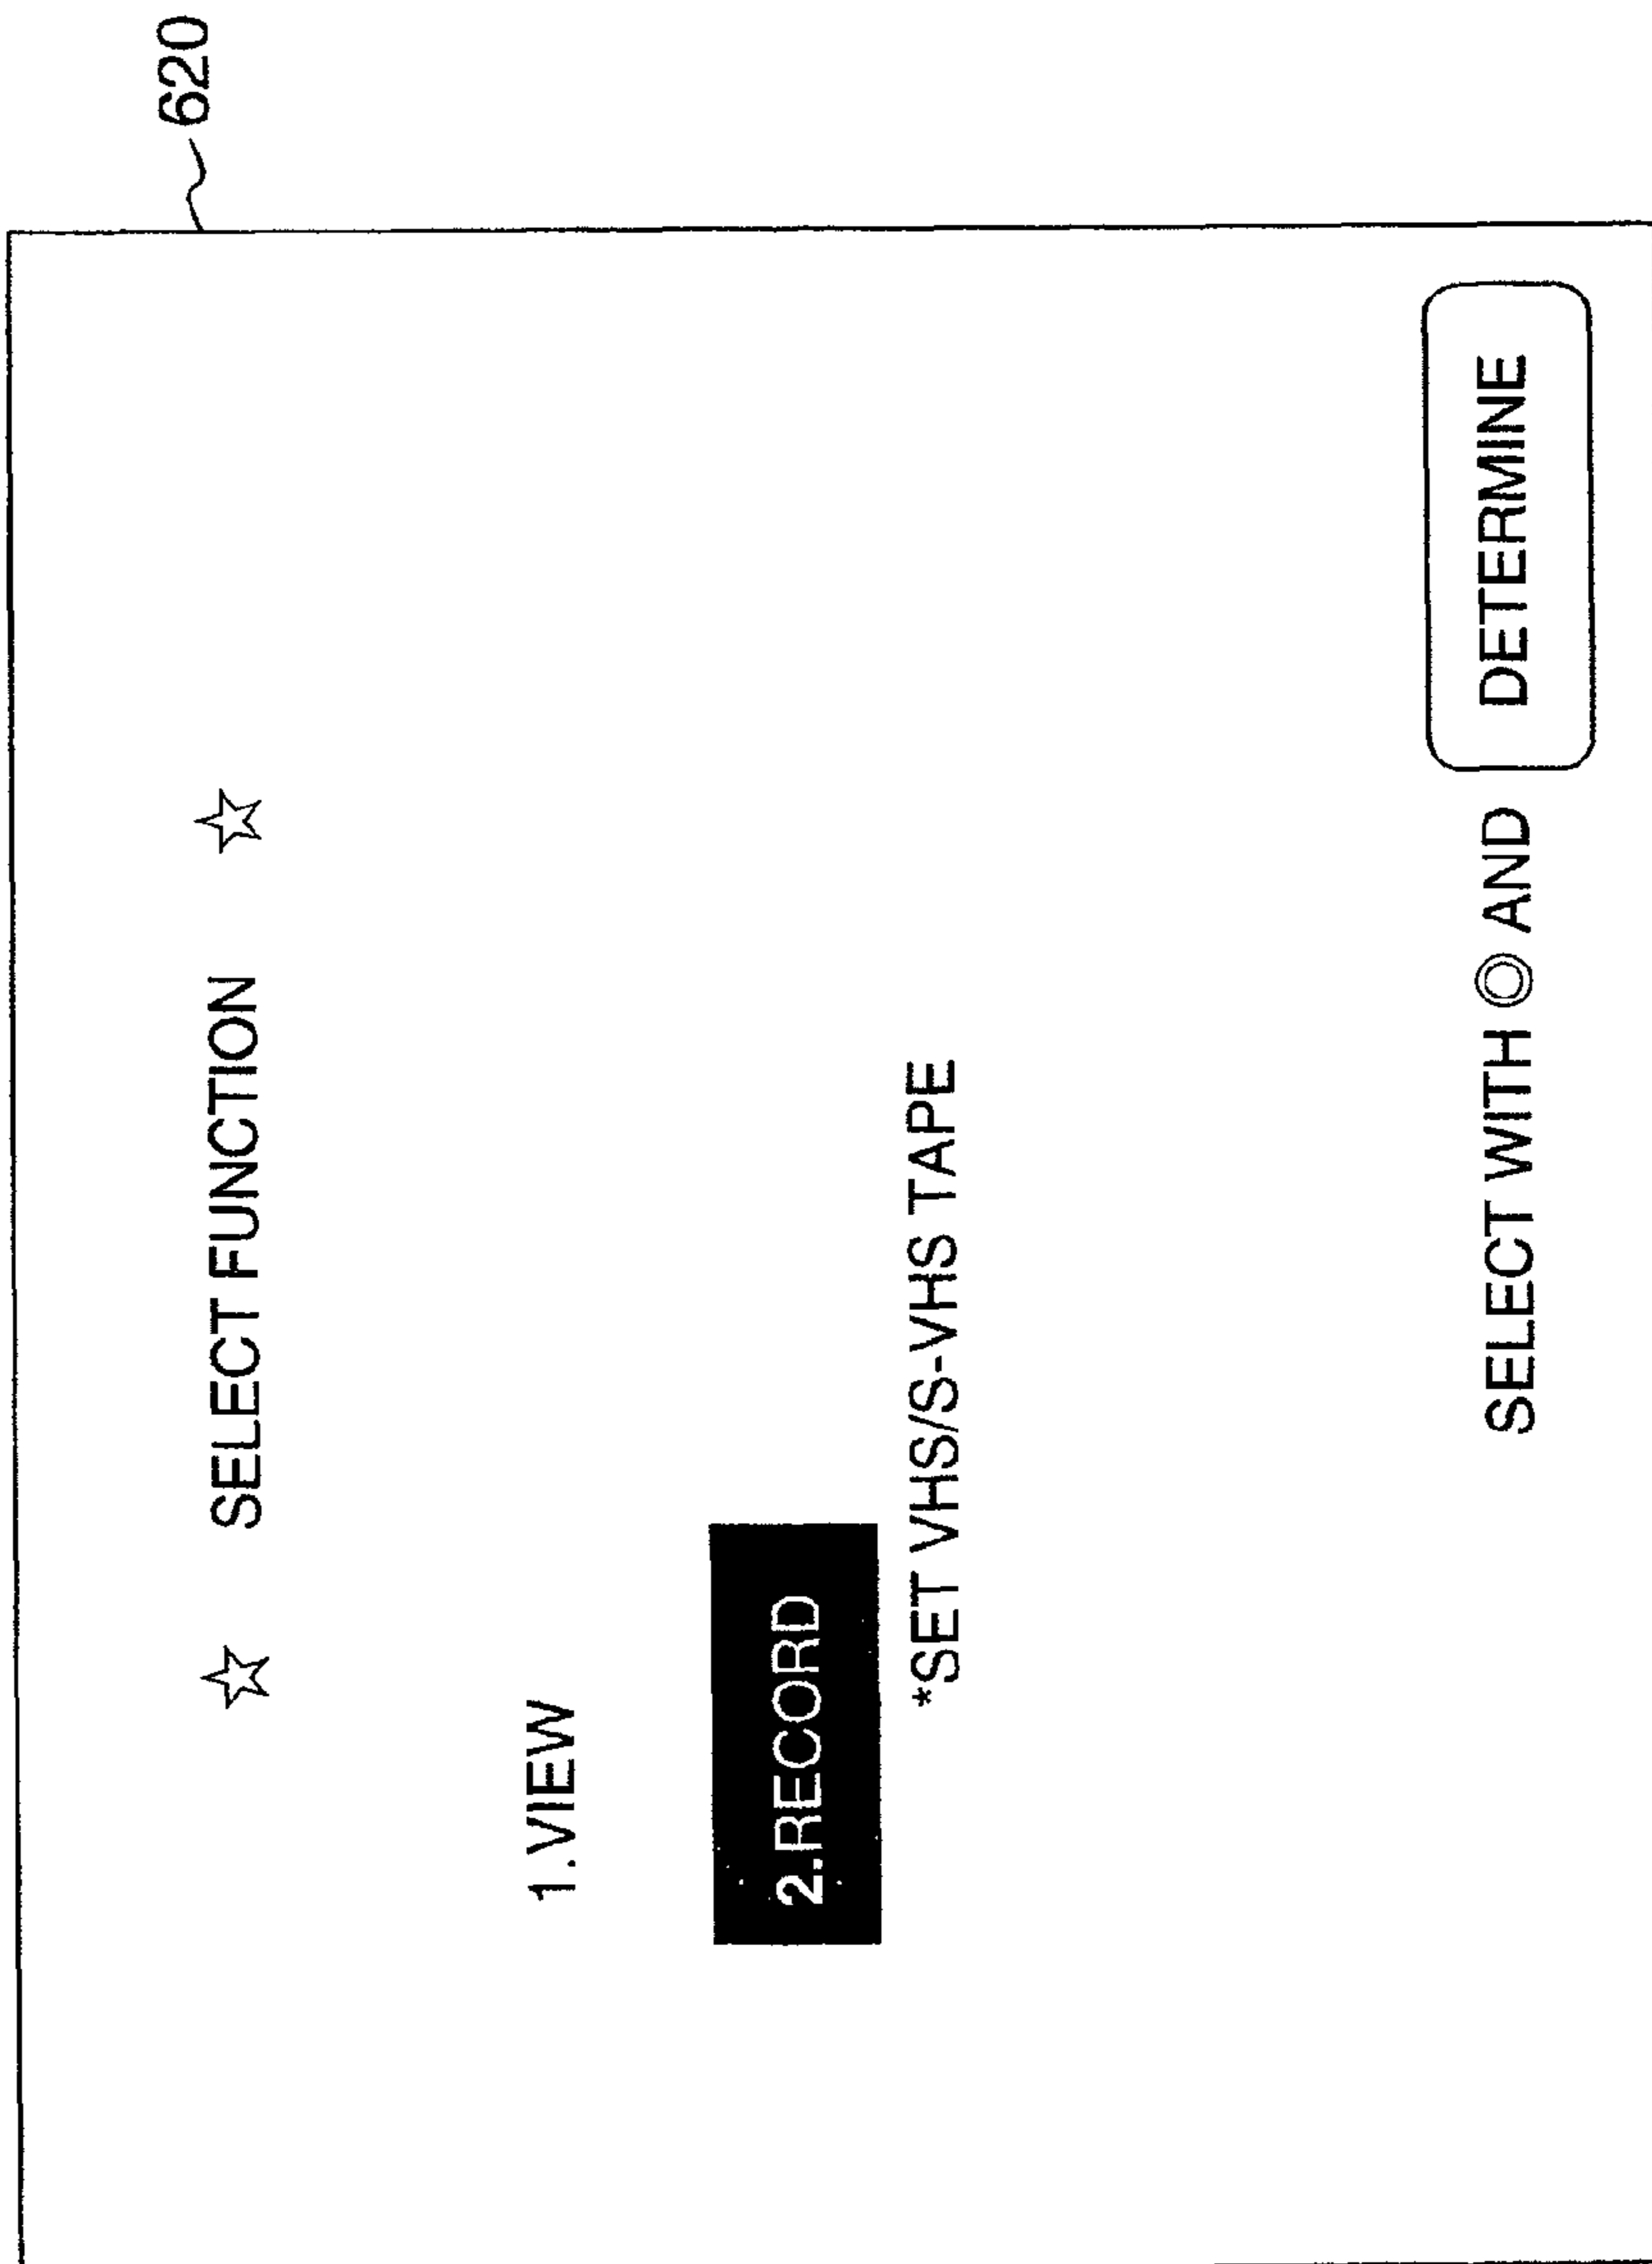 620
☆ SELECT FUNCTION ☆
1.VIEW
2.RECORD
*SET VHS/S-VHS TAPE
SELECT WITH ◎ AND DETERMINE